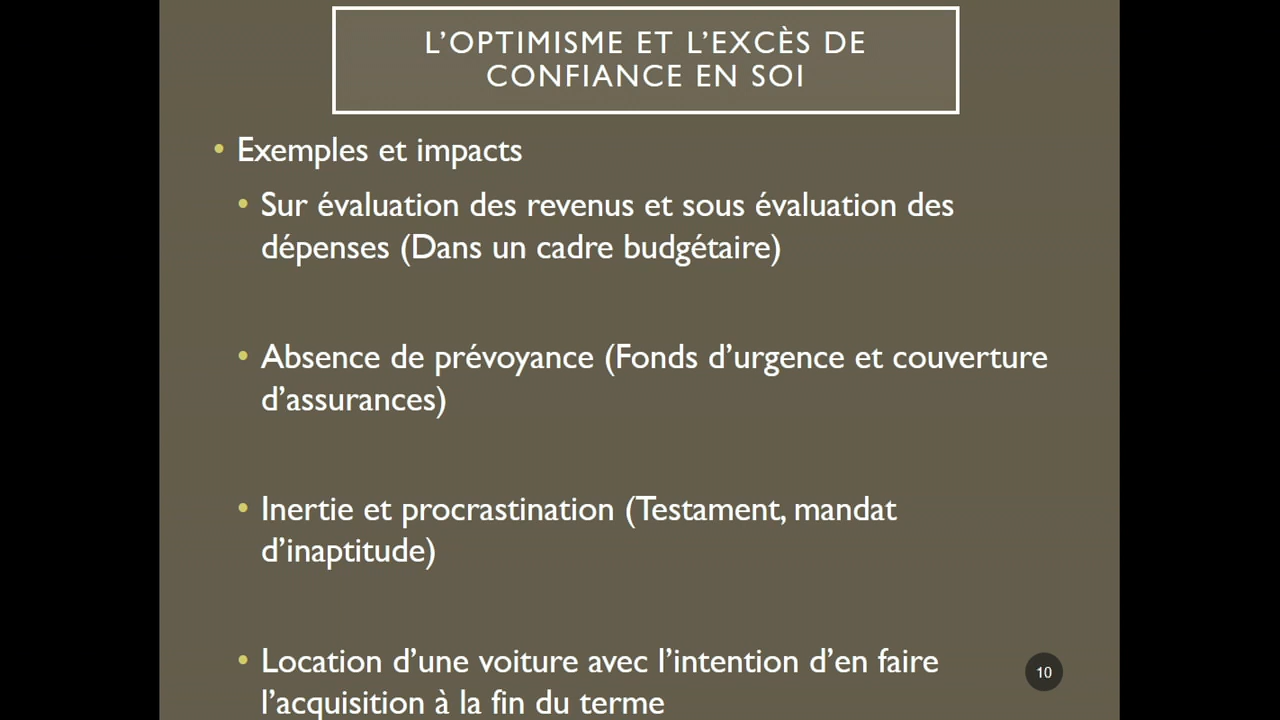 L’OPTIMISME ET L’EXCÈS DE
CONFIANCE EN SOI
• Exemples et impacts
• Sur évaluation des revenus et sous évaluation des
dépenses (Dans un cadre budgétaire)
• Absence de prévoyance (Fonds d’urgence et couverture
d’assurances)
• Inertie et procrastination (Testament, mandat
d’inaptitude)
• Location d’une voiture avec l’intention d’en faire
l’acquisition à la fin du terme
10